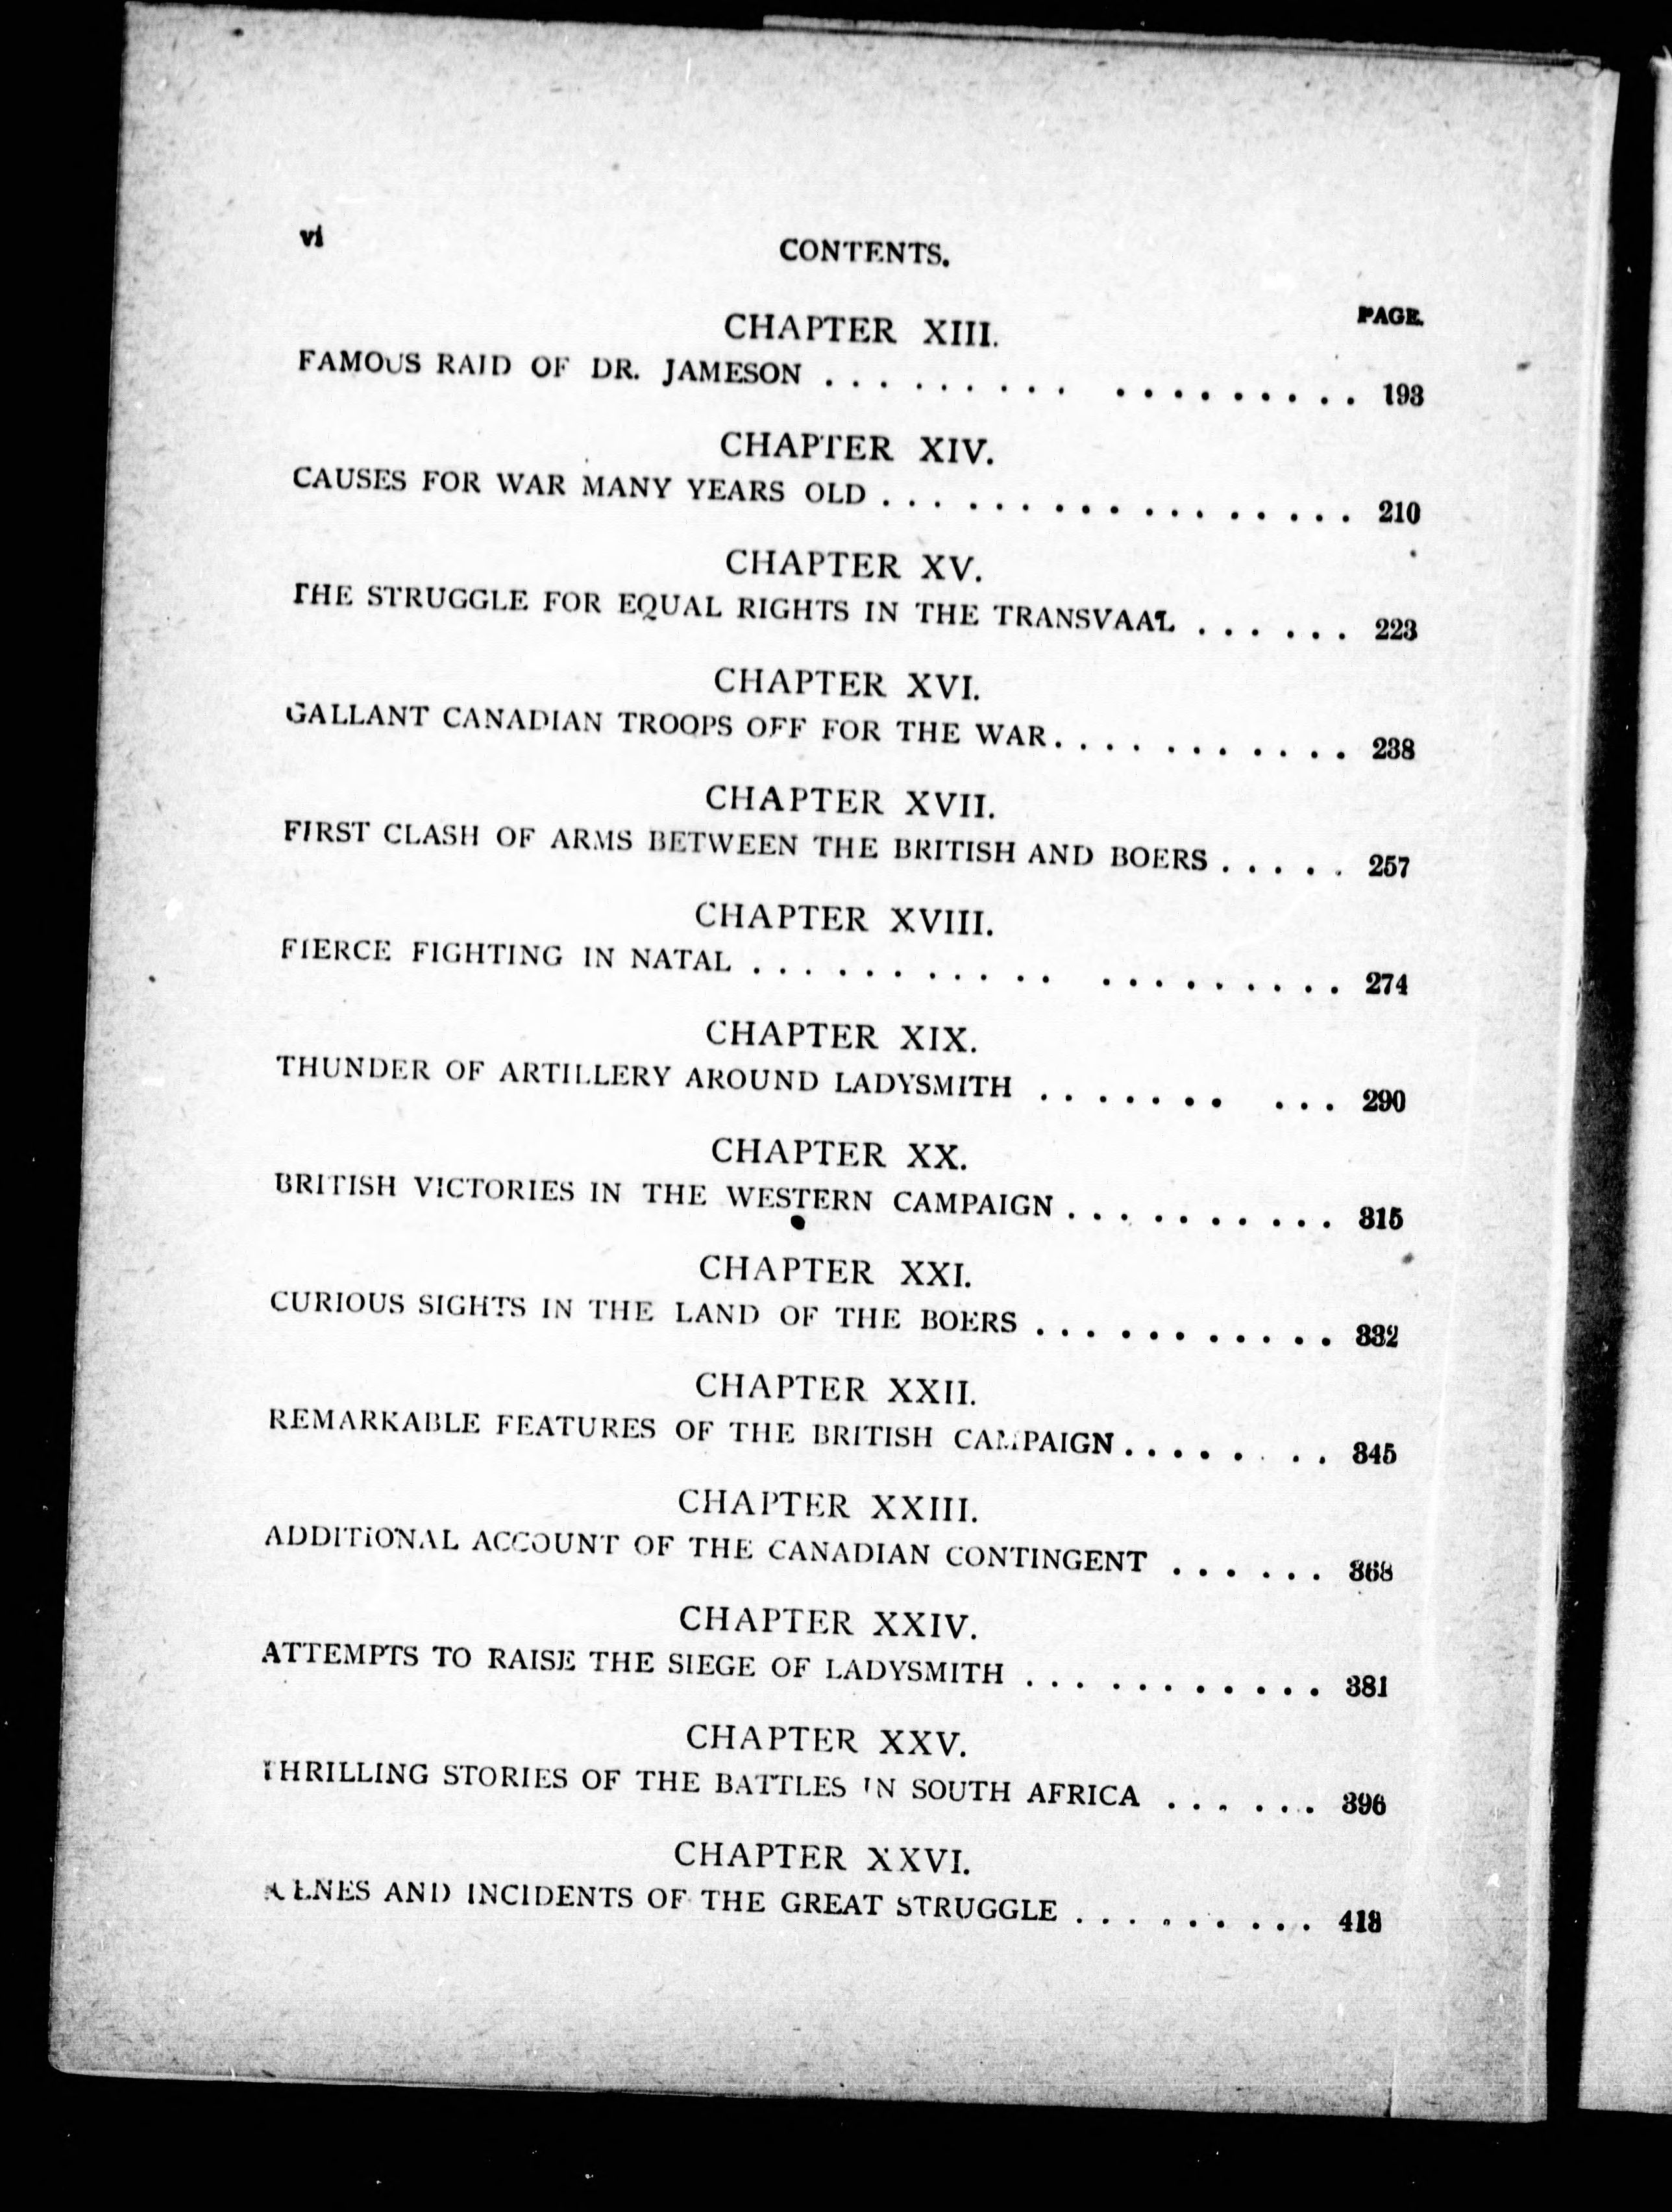 vi
CONTENTS.
PAGE.
CHAPTER XIII.
FAMOUS RAID OF DR. JAMESON . . . . . . . . . . . . . . . . . . 193
CHAPTER XIV.
CAUSES FOR WAR MANY YEARS OLD . . . . . . . . . . . . . . . . . 210
CHAPTER XV.
THE STRUGGLE FOR EQUAL RIGHTS IN THE TRANSVAAL . . . . . . 223
CHAPTER XVI.
GALLANT CANADIAN TROOPS OFF FOR THE WAR. . . . . . . . . . . 238
CHAPTER XVII.
FIRST CLASH OF ARMS BETWEEN THE BRITISH AND BOERS . . . . . 257
CHAPTER XVIII.
FIERCE FIGHTING IN NATAL . . . . . . . . . . . . . . . . . . . . 274
CHAPTER XIX.
THUNDER OF ARTILLERY AROUND LADYSMITH . . . . . . . . . . 290
CHAPTER XX.
BRITISH VICTORIES IN THE WESTERN CAMPAIGN . . . . . . . . . . 315
CHAPTER XXI.
CURIOUS SIGHTS IN THE LAND OF THE BOERS . . . . . . . . . . . 332
CHAPTER XXII.
REMARKABLE FEATURES OF THE BRITISH CAMPAIGN . . . . . . . . 345
CHAPTER XXIII.
ADDITIONAL ACCOUNT OF THE CANADIAN CONTINGENT . . . . . . 368
CHAPTER XXIV.
ATTEMPTS TO RAISE THE SIEGE OF LADYSMITH . . . . . . . . . . . 381
CHAPTER XXV.
THRILLING STORIES OF THE BATTLES IN SOUTH AFRICA . . . . . . 396
CHAPTER XXVI.
SCENES AND INCIDENTS OF THE GREAT STRUGGLE . . . . . . . . . 418